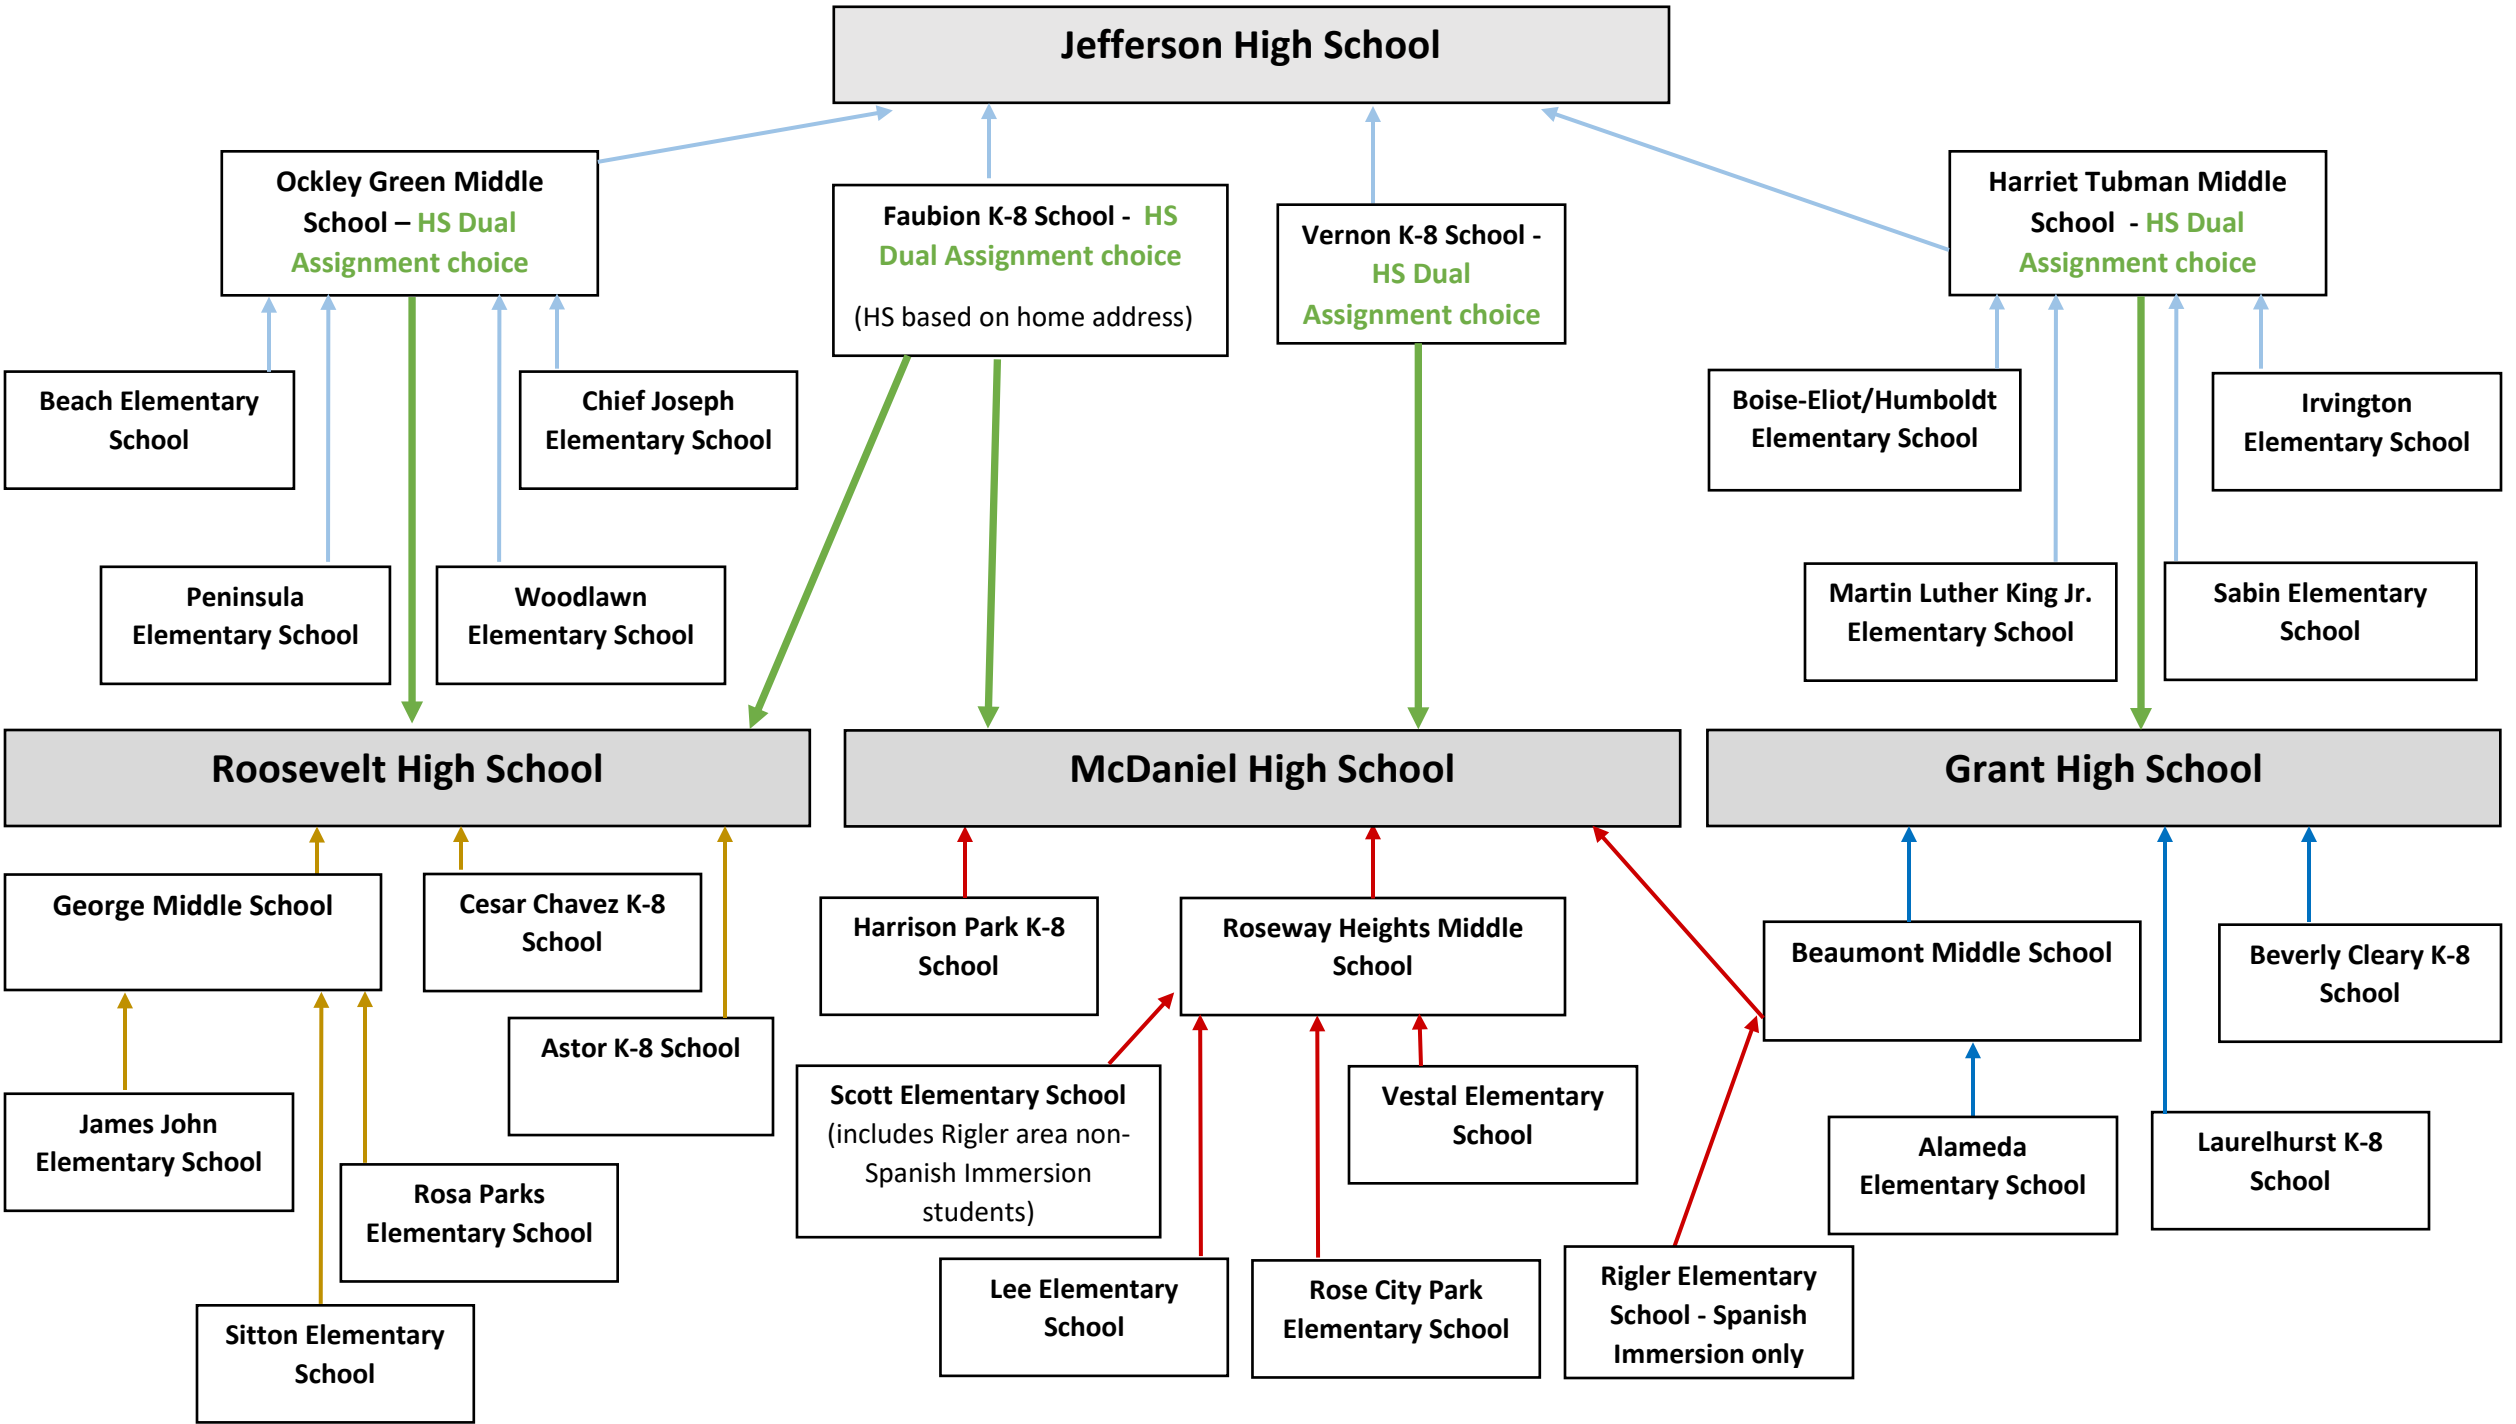 Jefferson High School
Ockley Green Middle
School – HS Dual
Assignment choice
Faubion K-8 School -  HS
Dual Assignment choice
(HS based on home address)
Vernon K-8 School -
HS Dual
Assignment choice
Harriet Tubman Middle
School  - HS Dual
Assignment choice
Beach Elementary
School
Chief Joseph
Elementary School
Boise-Eliot/Humboldt
Elementary School
Irvington
Elementary School
Peninsula
Elementary School
Woodlawn
Elementary School
Martin Luther King Jr.
Elementary School
Sabin Elementary
School
Roosevelt High School
McDaniel High School
Grant High School
George Middle School
Cesar Chavez K-8
School
Harrison Park K-8
School
Roseway Heights Middle
School
Beaumont Middle School
Beverly Cleary K-8
School
Astor K-8 School
James John
Elementary School
Scott Elementary School
(includes Rigler area non-
Spanish Immersion
students)
Vestal Elementary
School
Alameda
Elementary School
Laurelhurst K-8
School
Rosa Parks
Elementary School
Lee Elementary
School
Rose City Park
Elementary School
Rigler Elementary
School - Spanish
Immersion only
Sitton Elementary
School